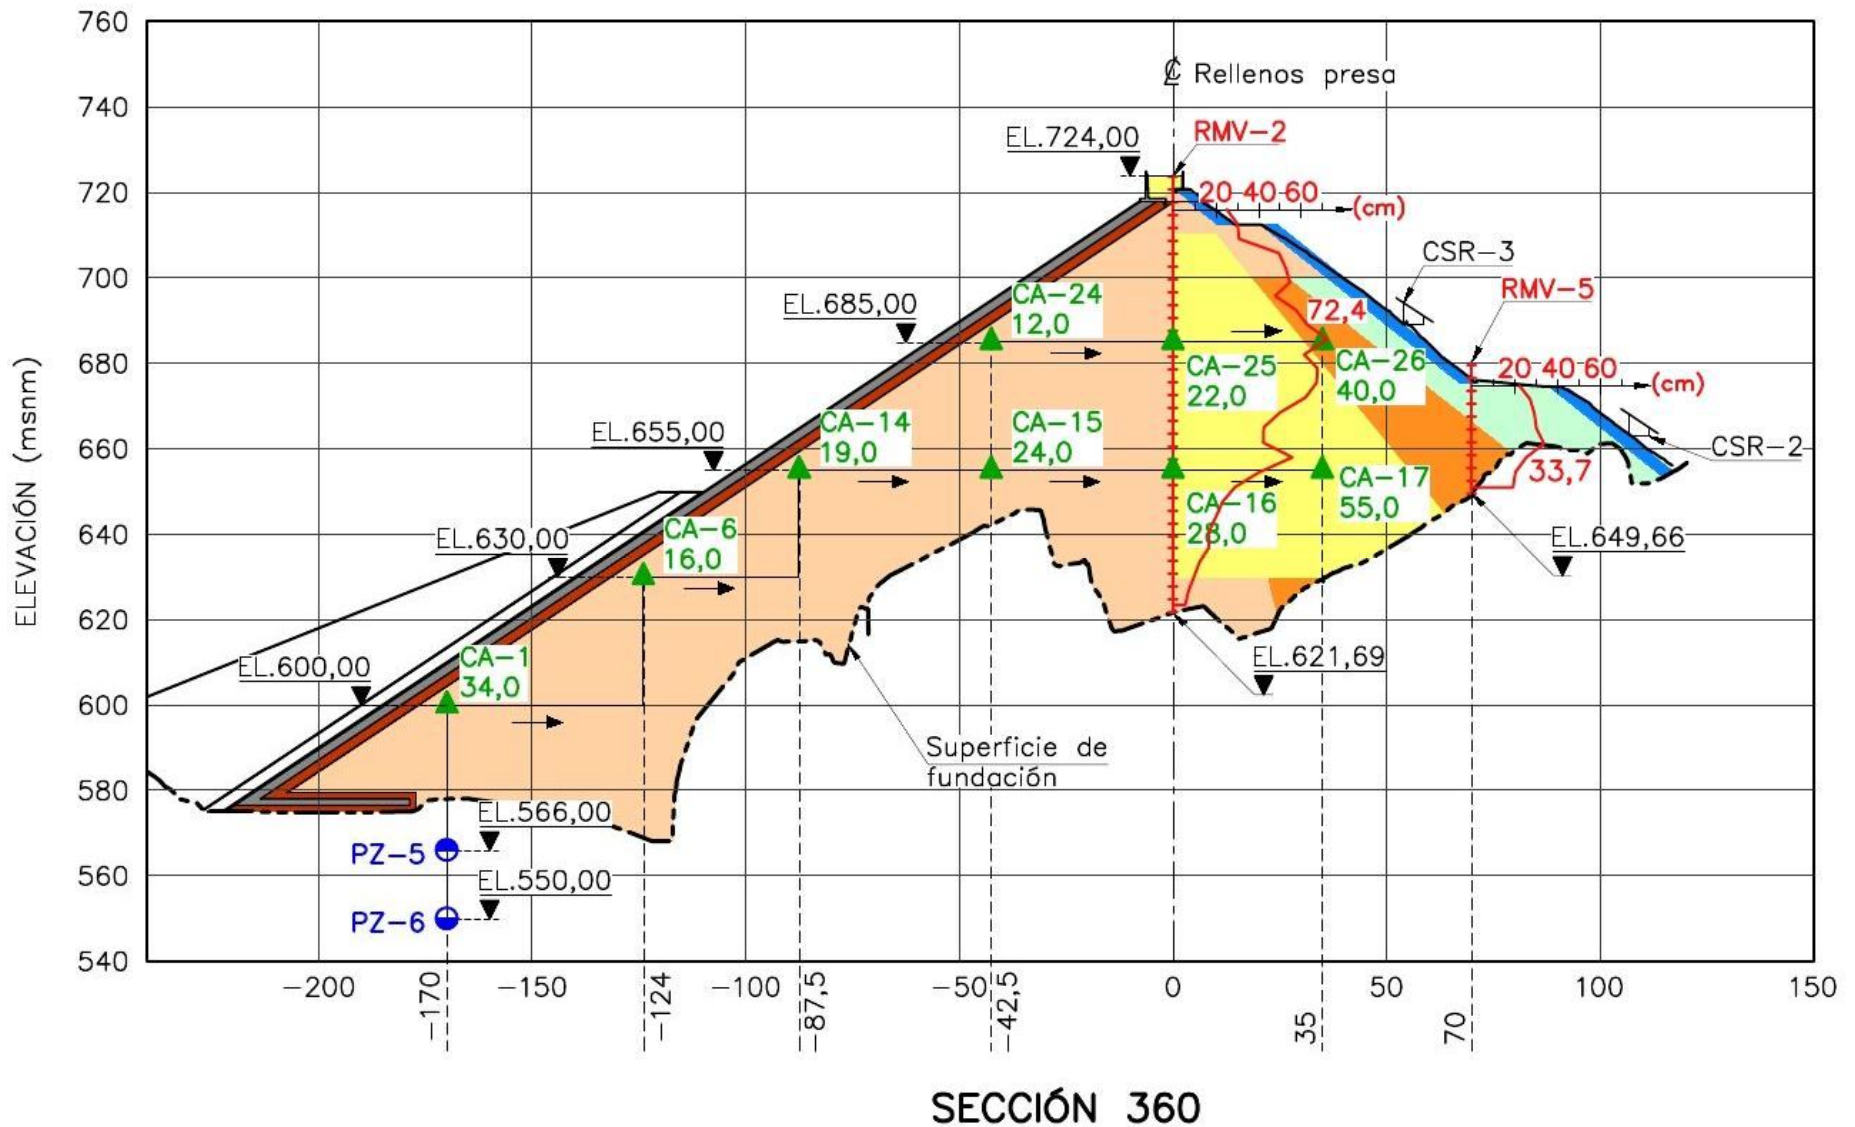 760
740
720
700
680
660
640
620
600
580
560
540
ELEVACIÓN (msnm)
℄ Rellenos presa
EL.724,00
RMV-2
20 40 60
(cm)
CSR-3
RMV-5
72,4
EL.685,00
CA-24
12,0
CA-25
22,0
CA-26
40,0
20 40 60
(cm)
CSR-2
EL.655,00
CA-14
19,0
CA-15
24,0
CA-16
28,0
CA-17
55,0
33,7
EL.630,00
CA-6
16,0
EL.649,66
EL.600,00
CA-1
34,0
EL.621,69
Superficie de
fundación
EL.566,00
PZ-5
EL.550,00
PZ-6
-200
-170
-150
-124
-100
-87,5
-50
-42,5
0
35
50
70
100
150
SECCIÓN 360